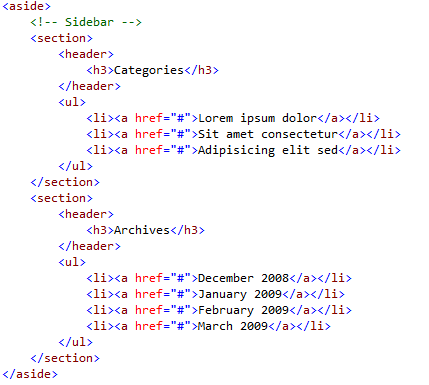 <aside>
    <!-- Sidebar -->
    <section>
        <header>
            <h3>Categories</h3>
        </header>
        <ul>
            <li><a href="#">Lorem ipsum dolor</a></li>
            <li><a href="#">Sit amet consectetur</a></li>
            <li><a href="#">Adipisicing elit sed</a></li>
        </ul>
    </section>
    <section>
        <header>
            <h3>Archives</h3>
        </header>
        <ul>
            <li><a href="#">December 2008</a></li>
            <li><a href="#">January 2009</a></li>
            <li><a href="#">February 2009</a></li>
            <li><a href="#">March 2009</a></li>
        </ul>
    </section>
</aside>